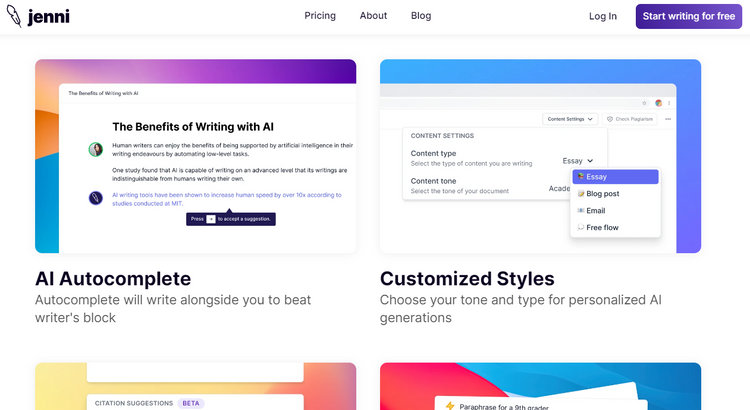 jenni
Pricing
About
Blog
Log In
Start writing for free
The Benefits of Writing with AI
The Benefits of Writing with AI
Human writers can enjoy the benefits of being supported by artificial intelligence in their
writing endeavours by automating low-level tasks.
One study found that AI is capable of writing on an advanced level that its writings are
indistinguishable from humans writing their own.
AI writing tools have been shown to increase human speed by over 10x according to
studies conducted at MIT.
Press to accept a suggestion.
AI Autocomplete
Autocomplete will write alongside you to beat
writer's block
Content Settings
Check Plagiarism
CONTENT SETTINGS
Content type
Select the type of content you are writing
Essay
Content tone
Select the tone of your document
Acade
Essay
Blog post
Email
Free flow
Customized Styles
Choose your tone and type for personalized AI
generations
CITATION SUGGESTIONS BETA
Paraphrase for a 9th grader